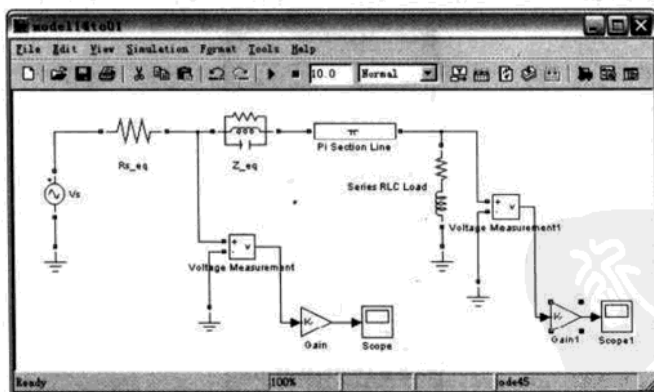 model14to01
File Edit View Simulation Format Tools Help
10.0 Normal
Rs_eq
Z_eq
π
Pi Section Line
Series RLC Load
+
Vs
+
-
v
Voltage Measurement1
+
-
v
Voltage Measurement
K-
Gain
Scope
K-
Gain1
Scope1
Ready 100% ode45